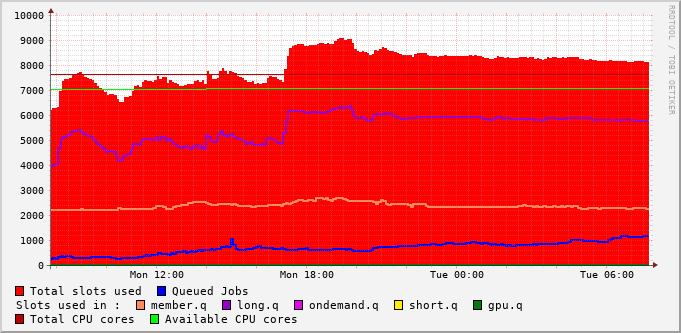 10000
9000
8000
7000
6000
5000
4000
3000
2000
1000
0
Mon 12:00 Mon 18:00 Tue 00:00 Tue 06:00
RRDTOOL / TOBI OETIKER
Total slots used Queued Jobs
Slots used in : member.q long.q ondemand.q short.q gpu.q
Total CPU cores Available CPU cores